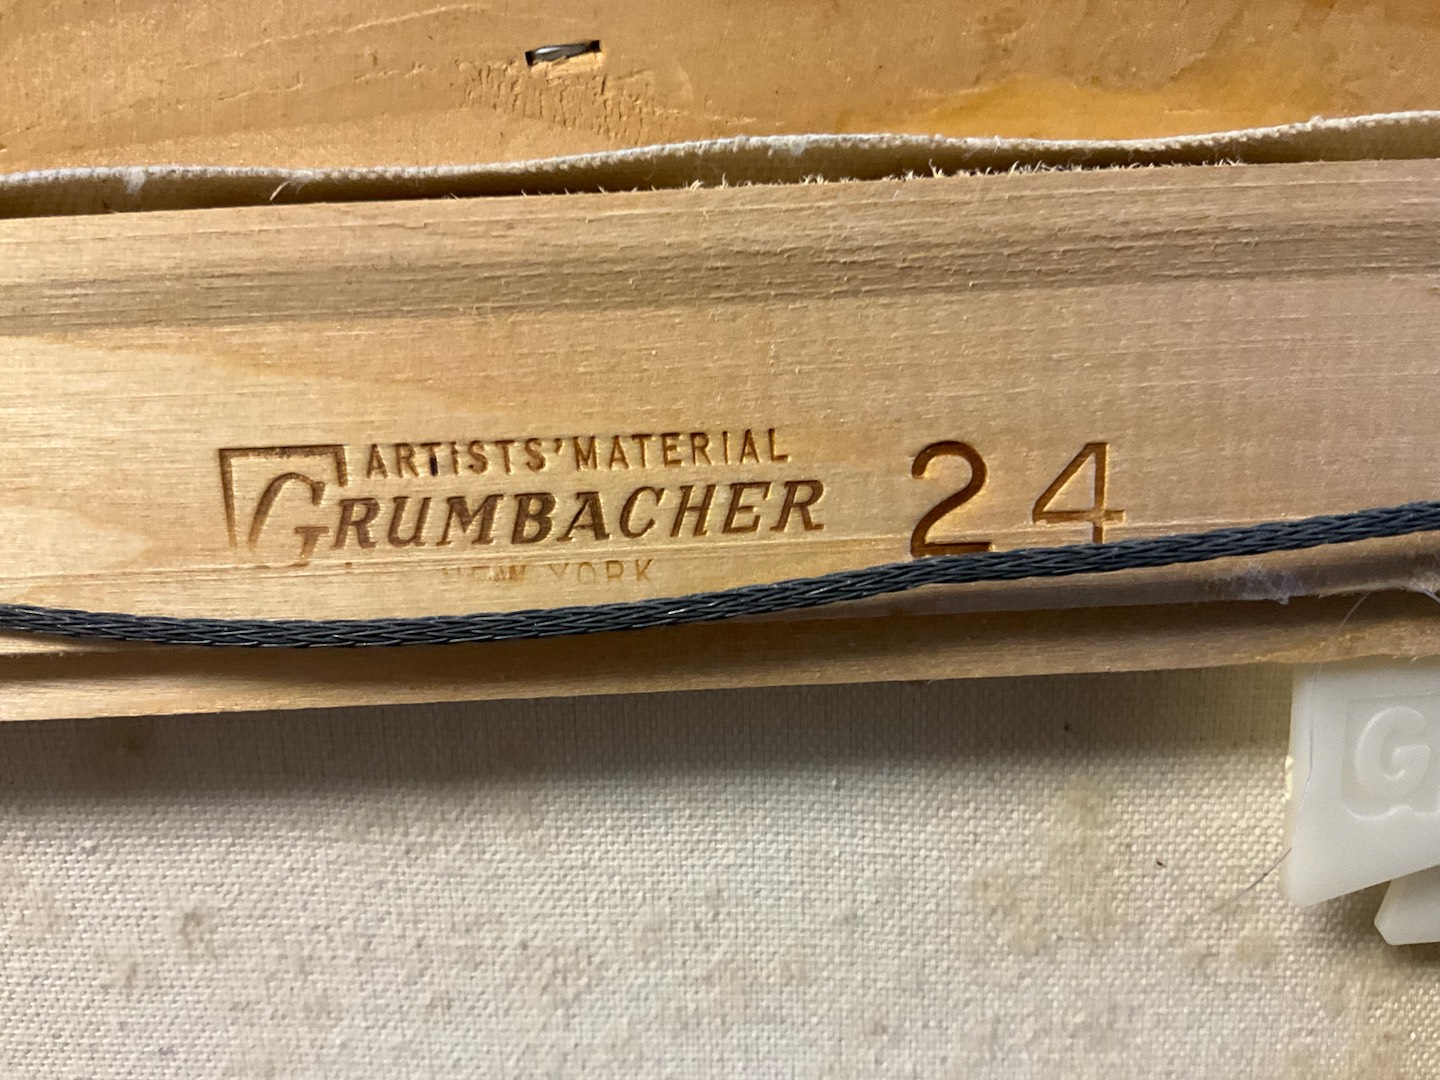 ARTISTS' MATERIAL
GRUMBACHER
NEW YORK
24
G